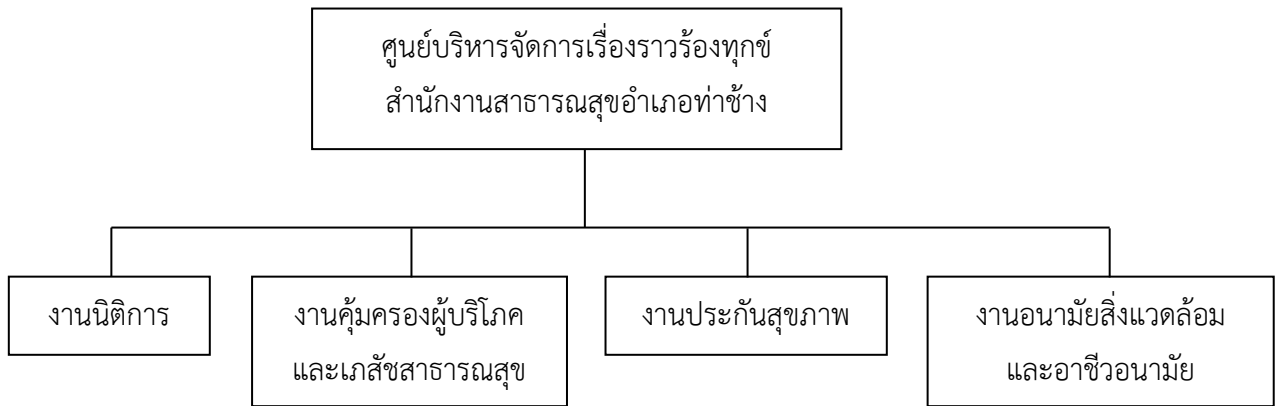 ศูนย์บริหารจัดการเรื่องราวร้องทุกข์
สำนักงานสาธารณสุขอำเภอท่าช้าง
งานนิติการ
งานคุ้มครองผู้บริโภค
และเภสัชสาธารณสุข
งานประกันสุขภาพ
งานอนามัยสิ่งแวดล้อม
และอาชีวอนามัย